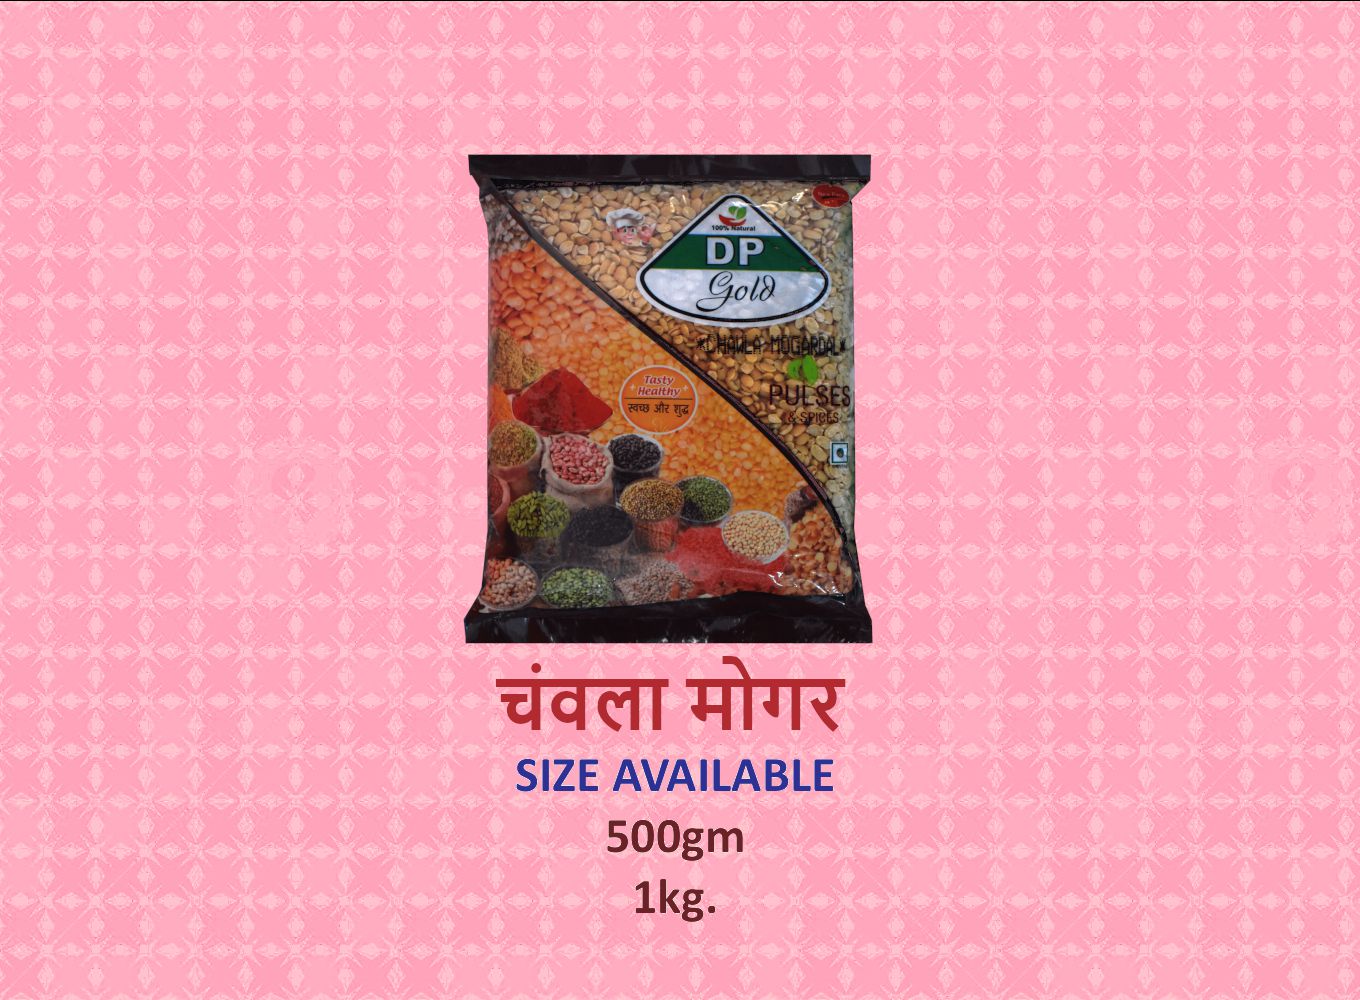 100% Natural
DP
Gold
*CHAWLA MOGARDAL*
PULSES
& SPICES
Tasty
Healthy
स्वच्छ और शुद्ध
चंवला मोगर
SIZE AVAILABLE
500gm
1kg.